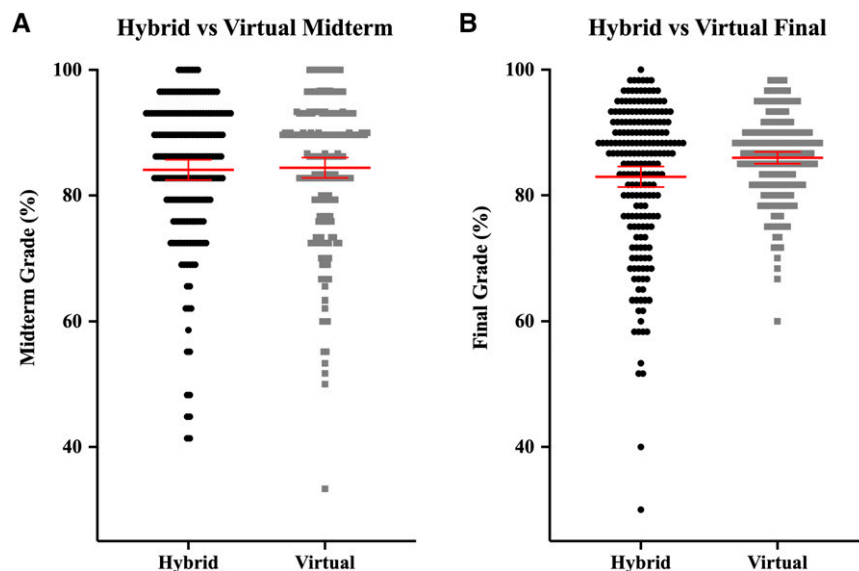 A
Hybrid vs Virtual Midterm
Midterm Grade (%)
100
80
60
40
Hybrid
Virtual
B
Hybrid vs Virtual Final
Final Grade (%)
100
80
60
40
Hybrid
Virtual